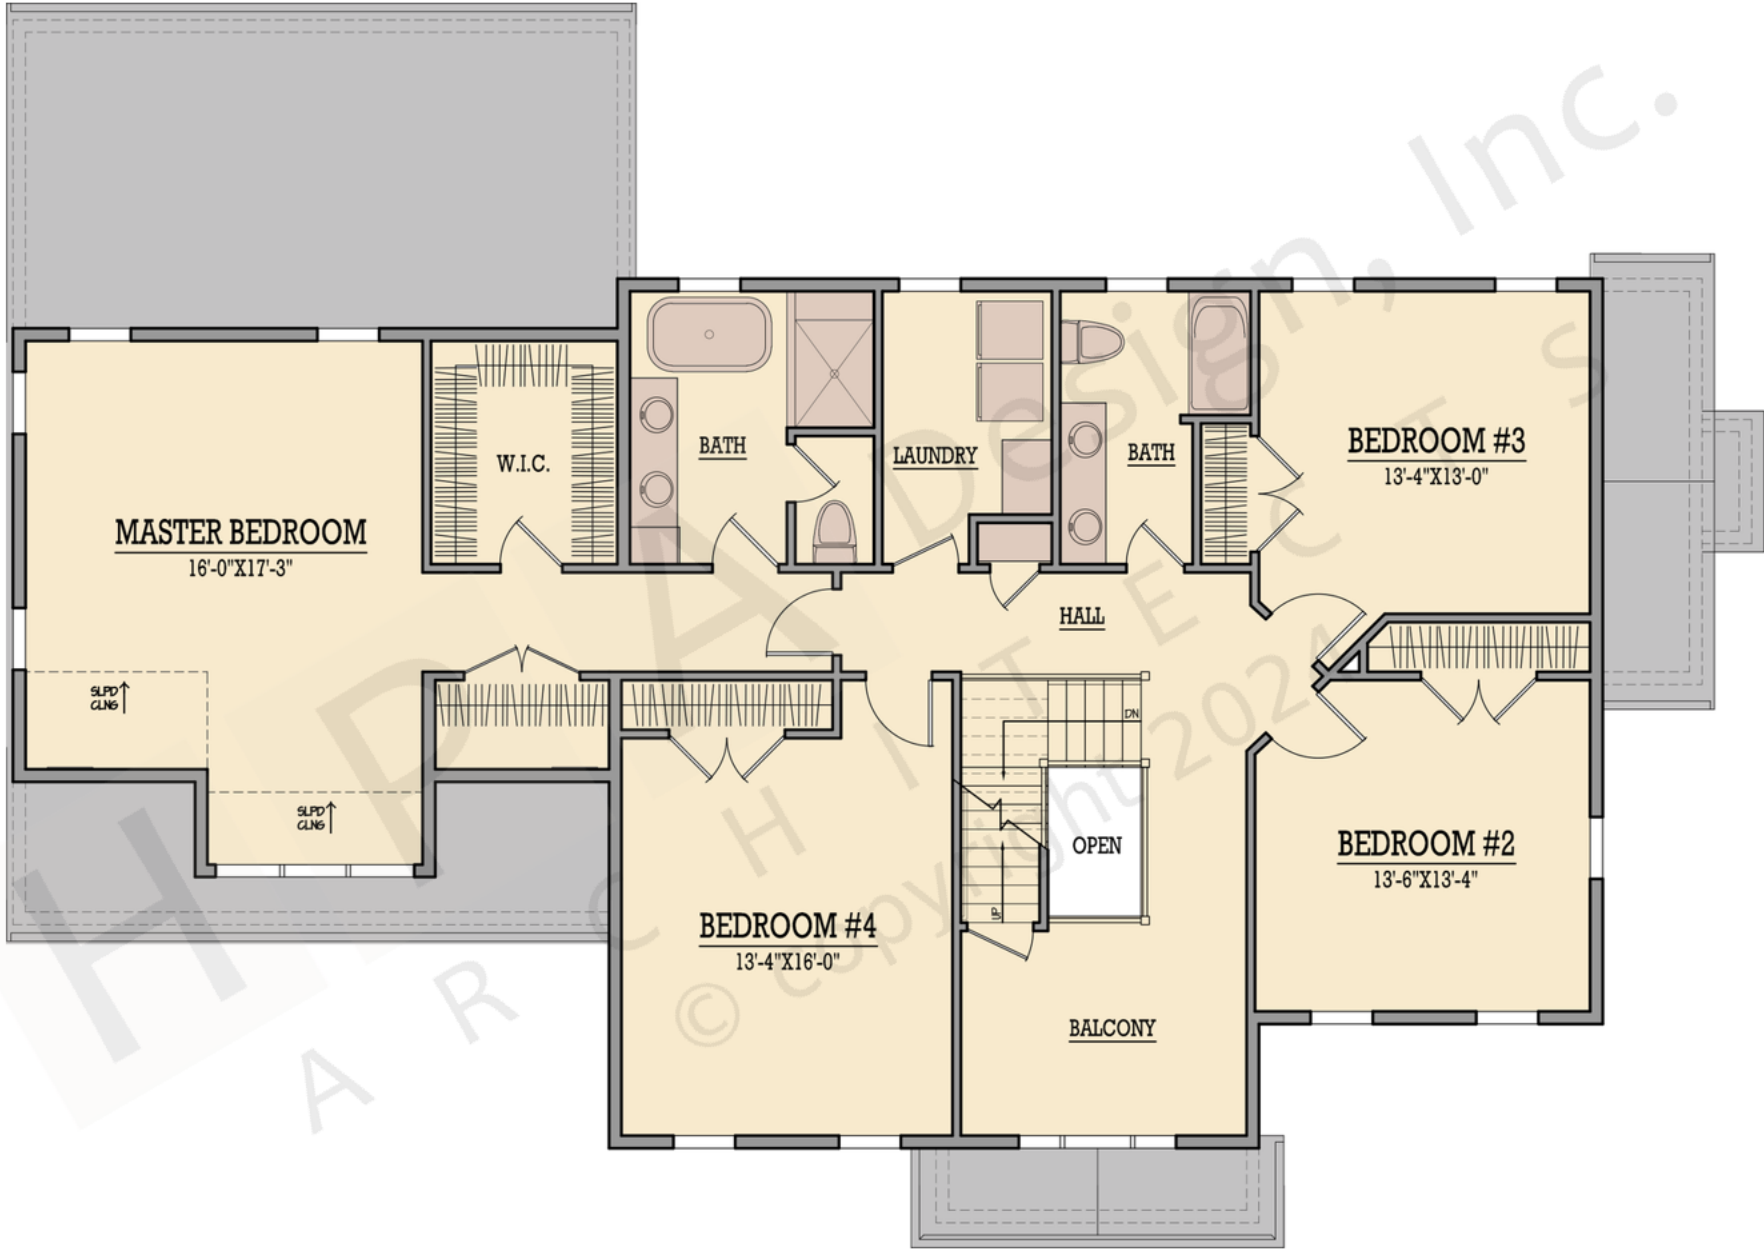 BATH
LAUNDRY
BATH
BEDROOM #3
13'-4"X13'-0"
W.I.C.
MASTER BEDROOM
16'-0"X17'-3"
HALL
SLPD
CLNG
DN
SLPD
CLNG
OPEN
BEDROOM #2
13'-6"X13'-4"
UP
BEDROOM #4
13'-4"X16'-0"
BALCONY
HPA Design, Inc.
ARCHITECTS
© copyright 2024